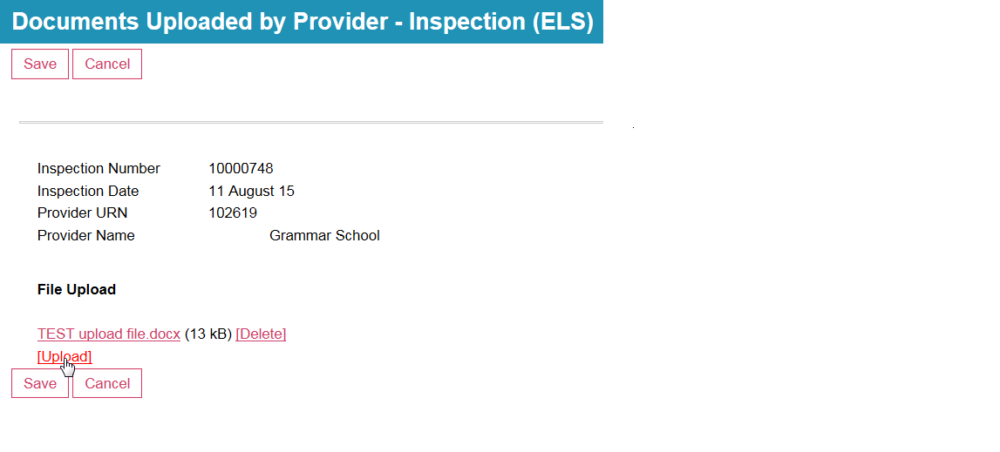 Documents Uploaded by Provider - Inspection (ELS)
Save Cancel
Inspection Number 10000748
Inspection Date 11 August 15
Provider URN 102619
Provider Name Grammar School
File Upload
TEST upload file.docx (13 kB) [Delete]
[Upload]
Save Cancel